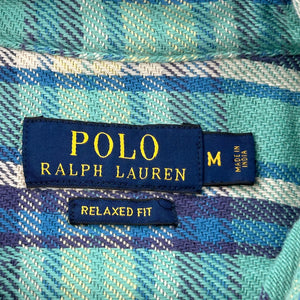 POLO
RALPH LAUREN
M
MADE IN
INDIA
RELAXED FIT